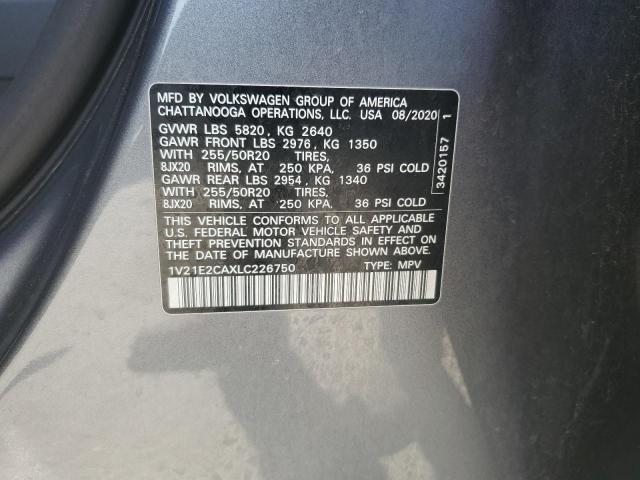 MFD BY VOLKSWAGEN GROUP OF AMERICA
CHATTANOOGA OPERATIONS, LLC. USA 08/2020
GVWR LBS 5820, KG 2640
GAWR FRONT LBS 2976, KG 1350
WITH 255/50R20 TIRES,
8JX20 RIMS, AT 250 KPA, 36 PSI COLD
GAWR REAR LBS 2954, KG 1340
WITH 255/50R20 TIRES,
8JX20 RIMS, AT 250 KPA, 36 PSI COLD
THIS VEHICLE CONFORMS TO ALL APPLICABLE
U.S. FEDERAL MOTOR VEHICLE SAFETY AND
THEFT PREVENTION STANDARDS IN EFFECT ON
THE DATE OF MANUFACTURE SHOWN ABOVE.
1V21E2CAXLC226750 TYPE: MPV
3420157 1